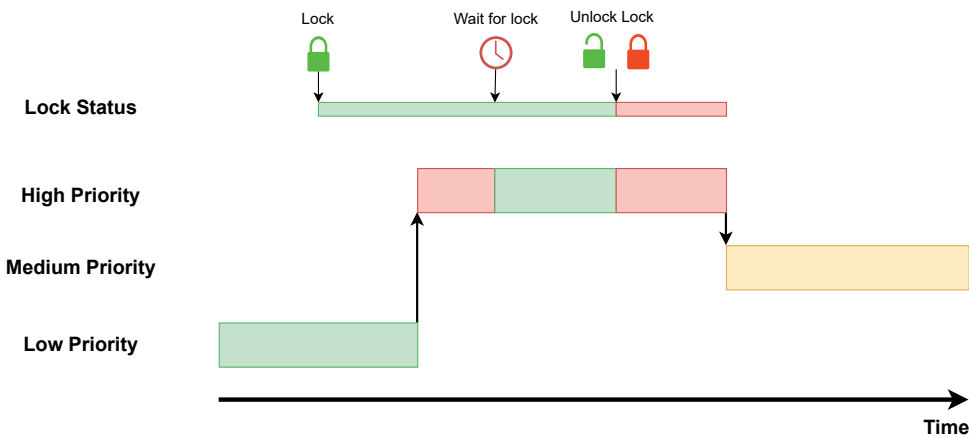 Lock
Wait for lock
Unlock Lock
Lock Status
High Priority
Medium Priority
Low Priority
Time